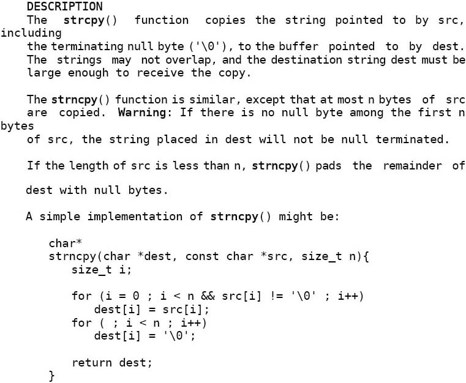 DESCRIPTION
The strcpy() function copies the string pointed to by src,
including
the terminating null byte ('\0'), to the buffer pointed to by dest.
The strings may not overlap, and the destination string dest must be
large enough to receive the copy.
The strncpy() function is similar, except that at most n bytes of src
are copied. Warning: If there is no null byte among the first n
bytes
of src, the string placed in dest will not be null terminated.
If the length of src is less than n, strncpy() pads the remainder of
dest with null bytes.
A simple implementation of strncpy() might be:
char*
strncpy(char *dest, const char *src, size_t n){
size_t i;
for (i = 0 ; i < n && src[i] != '\0' ; i++)
dest[i] = src[i];
for ( ; i < n ; i++)
dest[i] = '\0';
return dest;
}